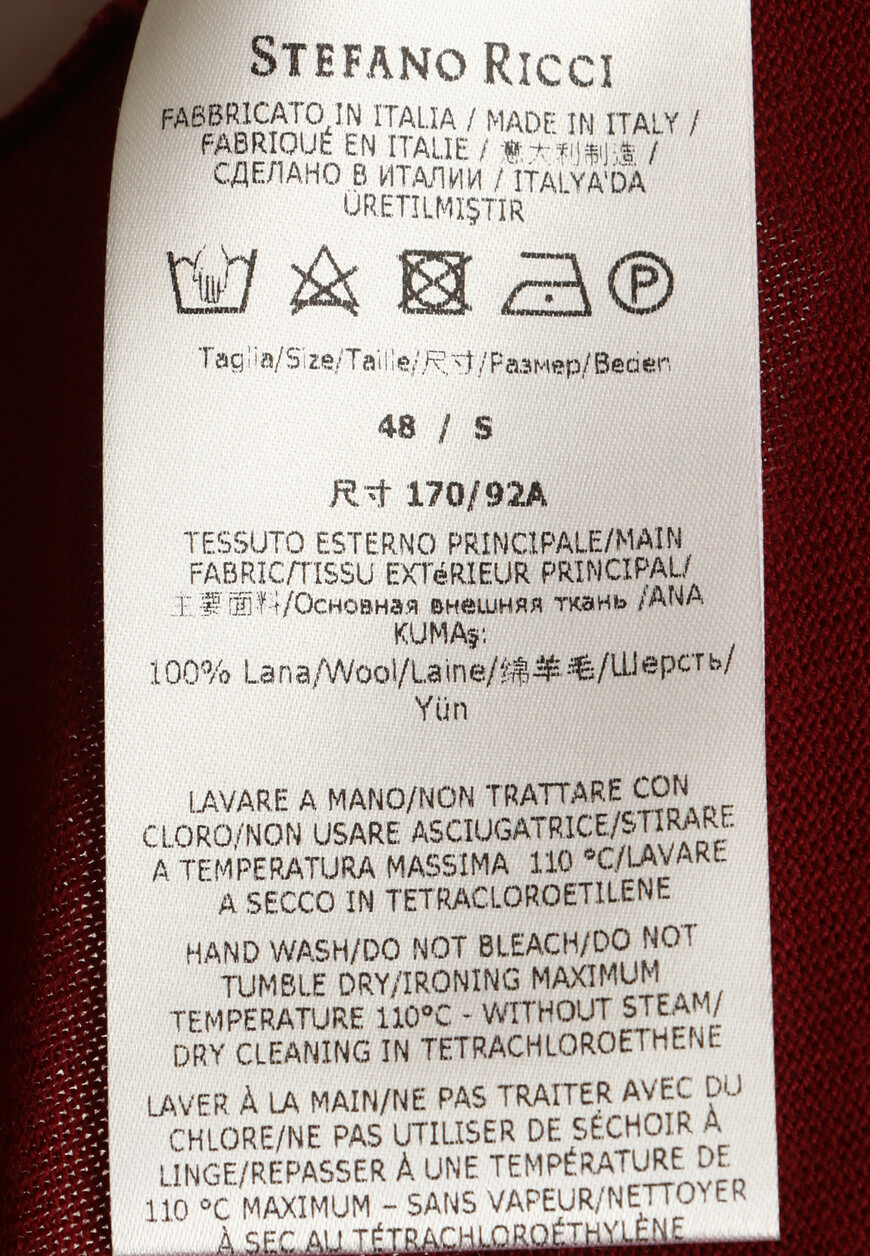 STEFANO RICCI
FABBRICATO IN ITALIA / MADE IN ITALY /
FABRIQUÉ EN ITALIE / 意大利制造 /
СДЕЛАНО В ИТАЛИИ / ITALYA'DA
ÜRETILMIŞTIR
P
Taglia/Size/Taille/尺寸/Размер/Beden
48 / S
尺寸 170/92A
TESSUTO ESTERNO PRINCIPALE/MAIN
FABRIC/TISSU EXTéRIEUR PRINCIPAL/
主要面料/Основная внешняя ткань /ANA
KUMAş:
100% Lana/Wool/Laine/绵羊毛/Шерсть/
Yün
LAVARE A MANO/NON TRATTARE CON
CLORO/NON USARE ASCIUGATRICE/STIRARE
A TEMPERATURA MASSIMA 110 °C/LAVARE
A SECCO IN TETRACLOROETILENE
HAND WASH/DO NOT BLEACH/DO NOT
TUMBLE DRY/IRONING MAXIMUM
TEMPERATURE 110°C - WITHOUT STEAM/
DRY CLEANING IN TETRACHLOROETHENE
LAVER À LA MAIN/NE PAS TRAITER AVEC DU
CHLORE/NE PAS UTILISER DE SÉCHOIR À
LINGE/REPASSER À UNE TEMPÉRATURE DE
110 °C MAXIMUM – SANS VAPEUR/NETTOYER
À SEC AU TÉTRACHLOROÉTHYLÈNE